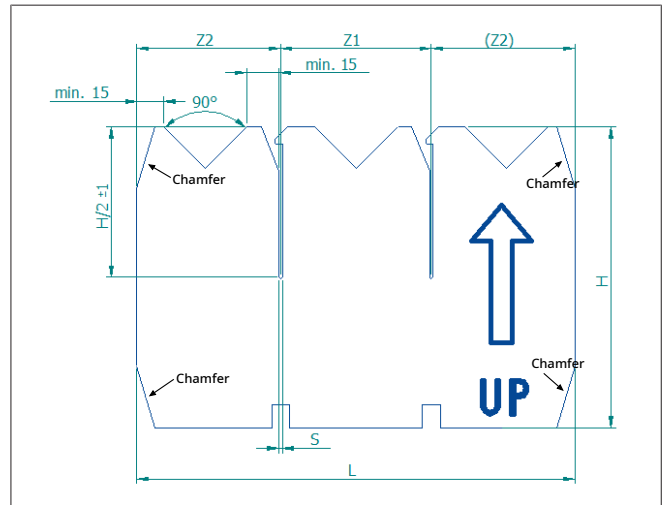 Z2
Z1
(Z2)
min. 15
min. 15
90°
Chamfer
Chamfer
H/2 ±1
H
Chamfer
Chamfer
UP
S
L